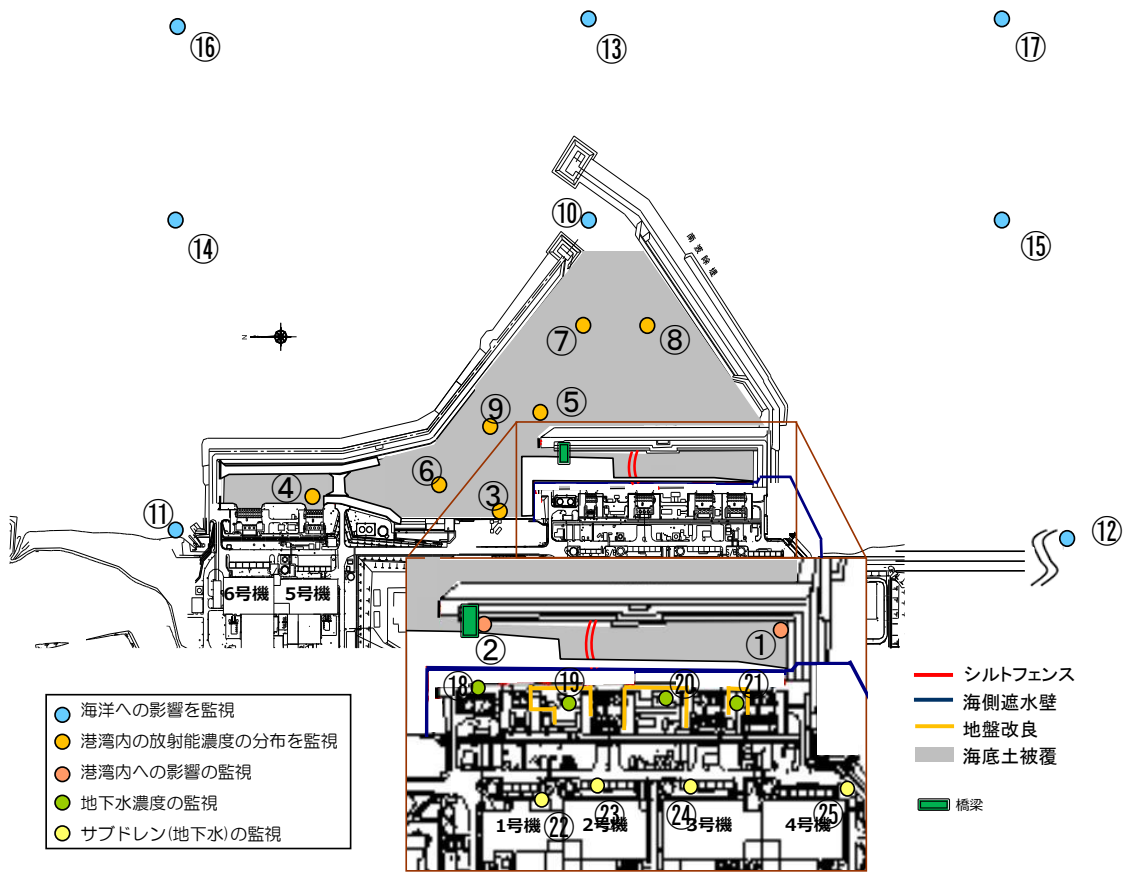 ⑯
⑬
⑰
⑩
⑭
⑮
南波除堤
N
⑦
⑧
⑤
⑨
⑥
④
③
⑪
⑫
6号機
5号機
②
①
⑱
⑲
⑳
㉑
1号機
㉒
2号機
㉓
㉔
3号機
4号機
㉕
海洋への影響を監視
港湾内の放射能濃度の分布を監視
港湾内への影響の監視
地下水濃度の監視
サブドレン(地下水)の監視
シルトフェンス
海側遮水壁
地盤改良
海底土被覆
橋梁